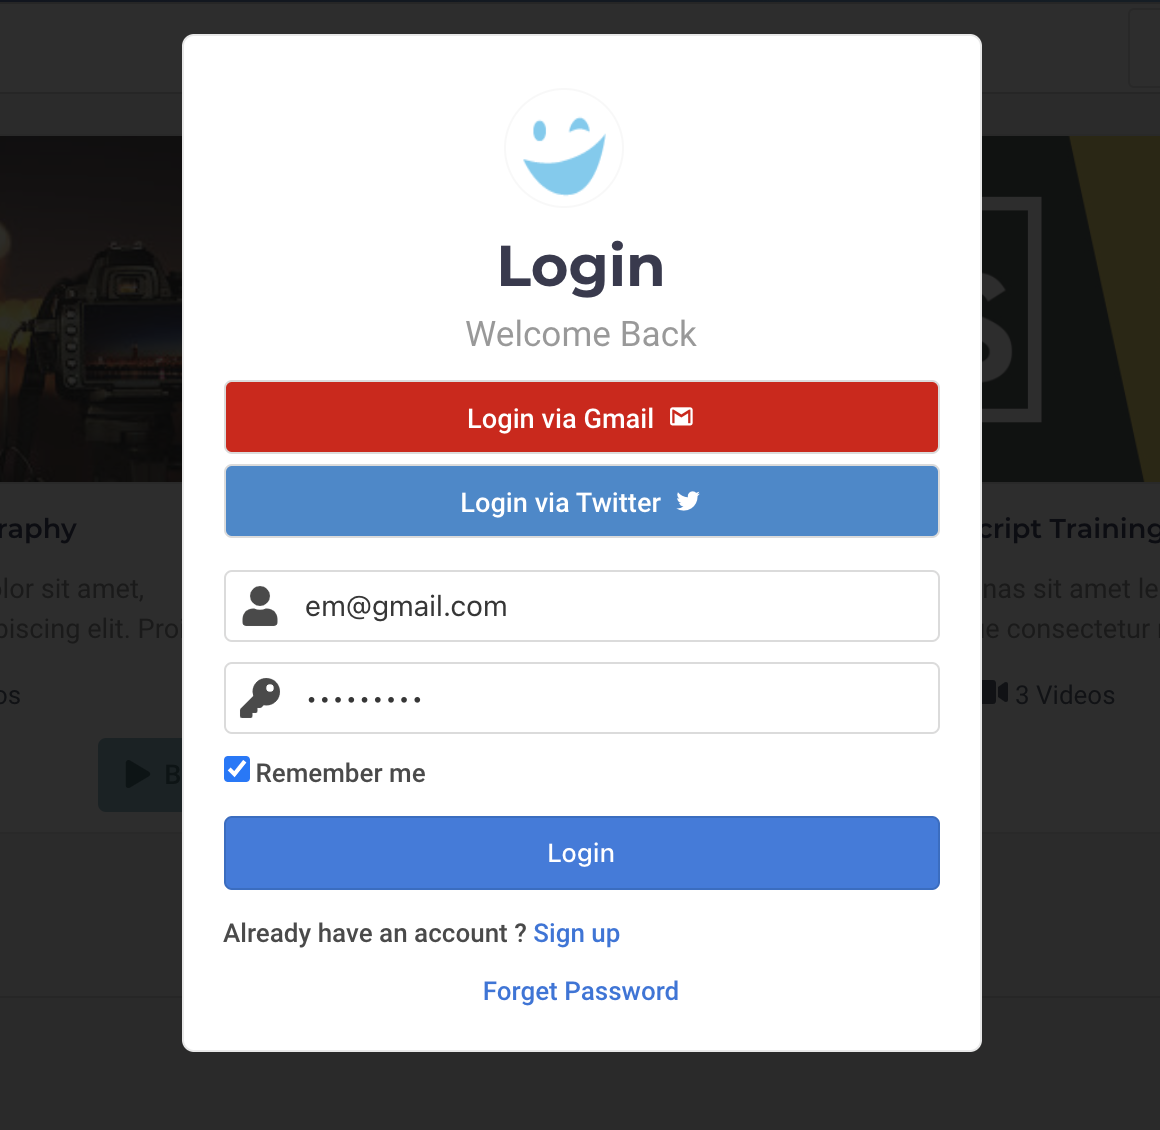 Login
Welcome Back
Login via Gmail
Login via Twitter
em@gmail.com
•••••••••
Remember me
Login
Already have an account ? Sign up
Forget Password
raphy
olor sit amet,
piscing elit. Pro
os
B
S
cript Training
nas sit amet le
e consectetur
3 Videos